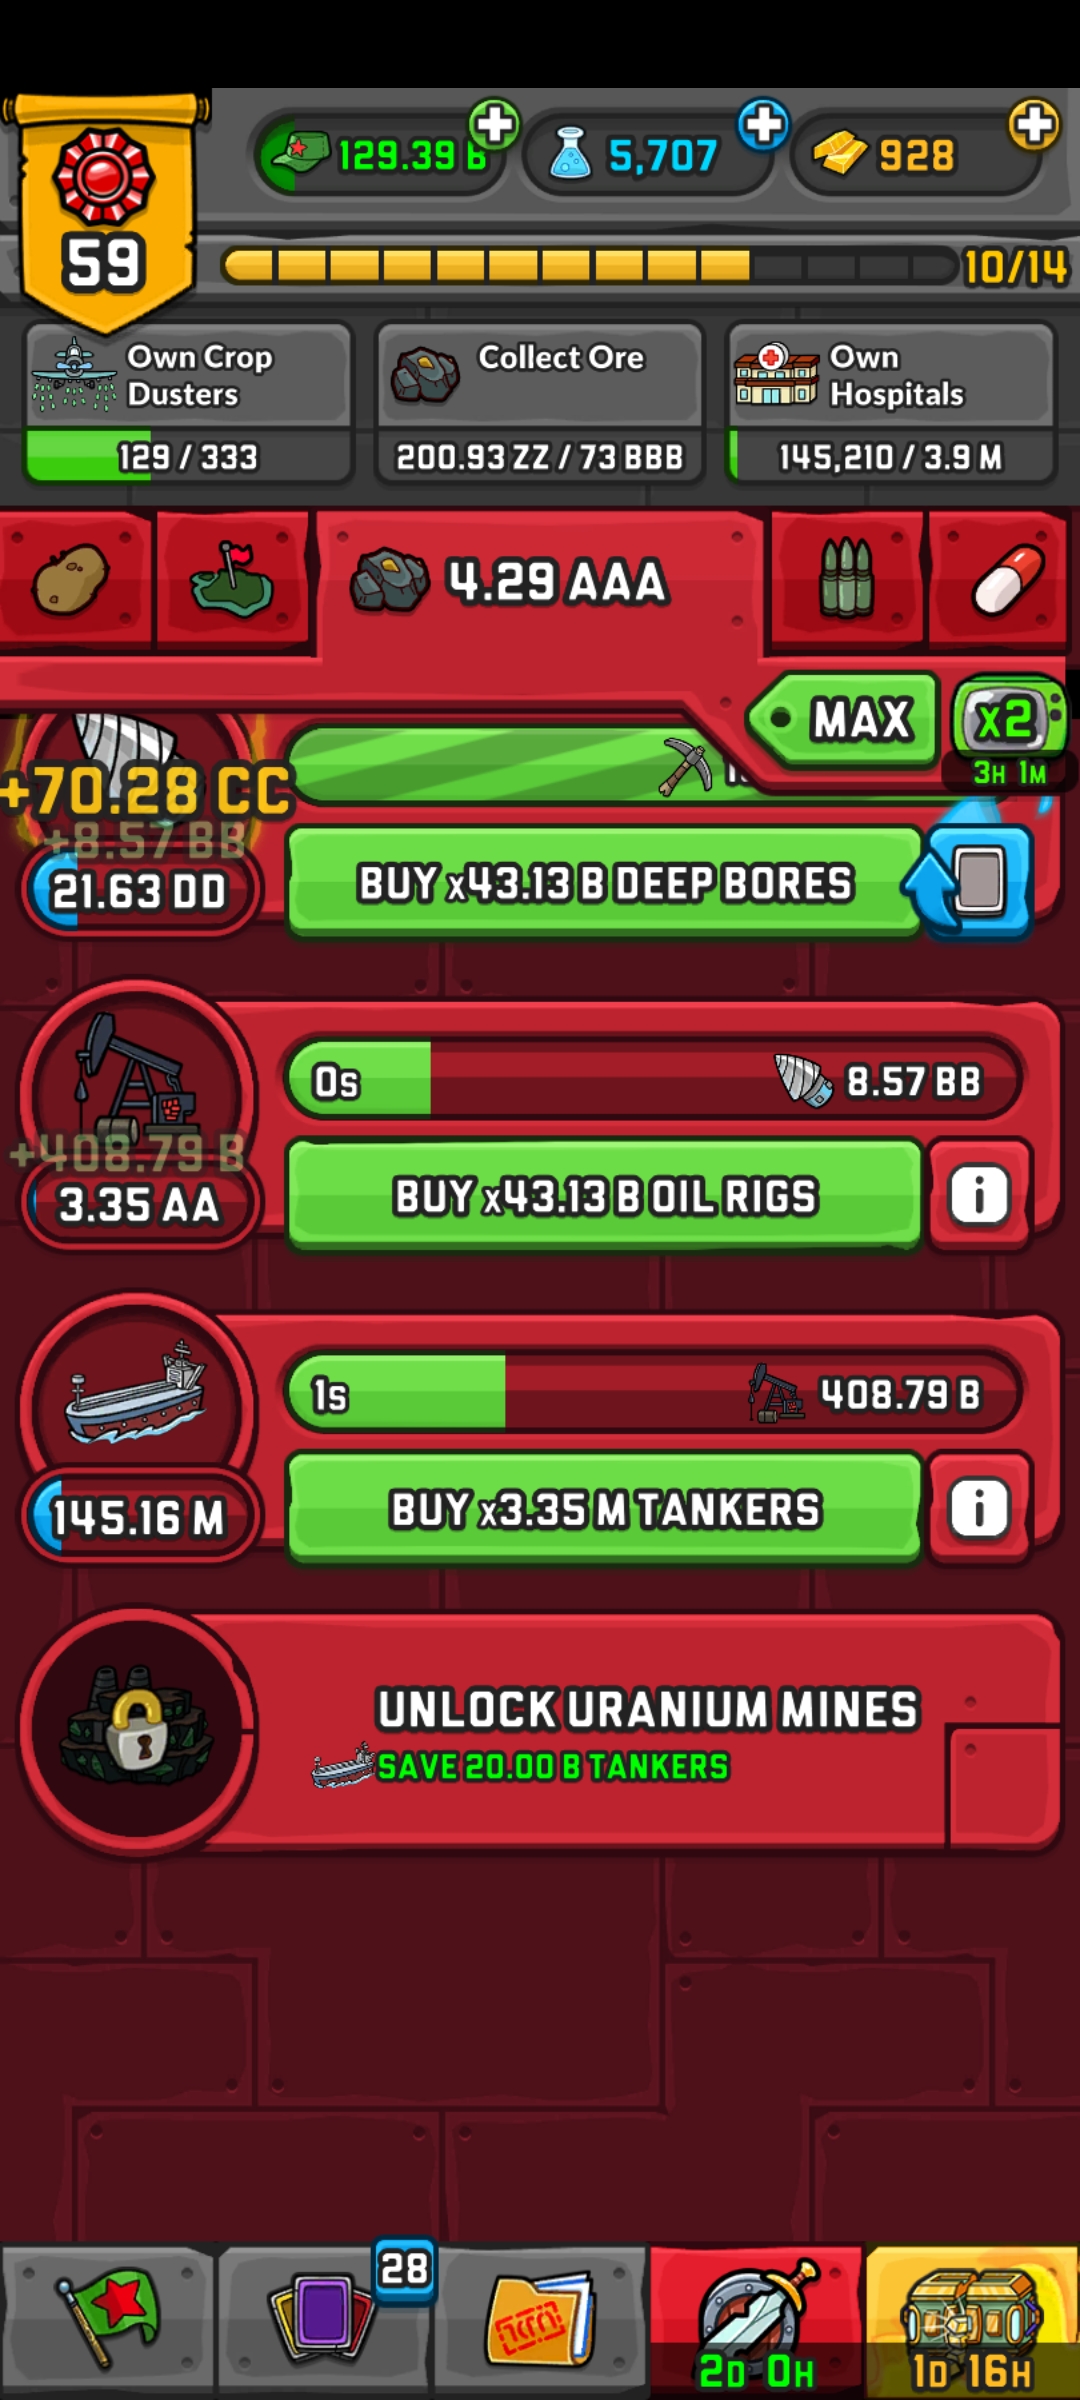 129.39 B
5,707
928
59
10/14
Own Crop
Dusters
129 / 333
Collect Ore
200.93 ZZ / 73 BBB
Own
Hospitals
145,210 / 3.9 M
4.29 AAA
MAX
x2
3H 1M
+70.28 CC
+8.57 BB
21.63 DD
BUY x43.13 B DEEP BORES
0s
8.57 BB
+408.79 B
3.35 AA
BUY x43.13 B OIL RIGS
i
1s
408.79 B
145.16 M
BUY x3.35 M TANKERS
i
UNLOCK URANIUM MINES
SAVE 20.00 B TANKERS
28
2D 0H
1D 16H